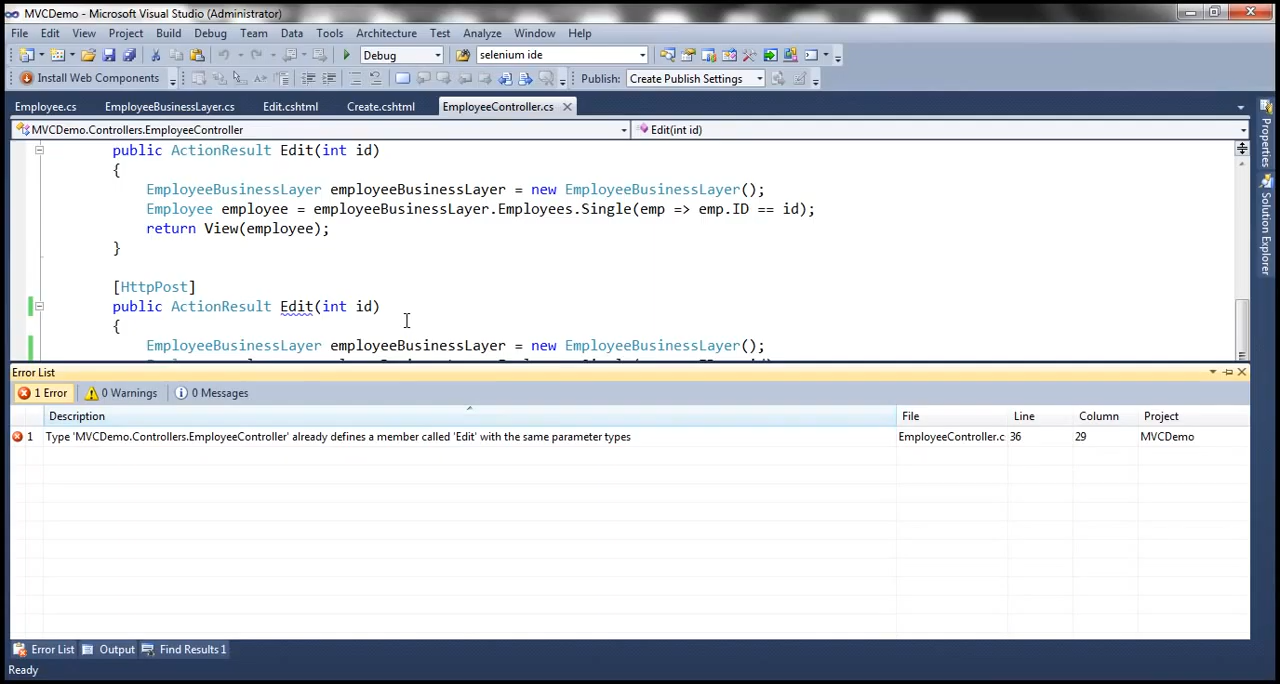 MVCDemo - Microsoft Visual Studio (Administrator)
File Edit View Project Build Debug Team Data Tools Architecture Test Analyze Window Help
Debug selenium ide
Install Web Components Publish: Create Publish Settings
Employee.cs EmployeeBusinessLayer.cs Edit.cshtml Create.cshtml EmployeeController.cs
MVCDemo.Controllers.EmployeeController Edit(int id)
public ActionResult Edit(int id)
{
EmployeeBusinessLayer employeeBusinessLayer = new EmployeeBusinessLayer();
Employee employee = employeeBusinessLayer.Employees.Single(emp => emp.ID == id);
return View(employee);
}
[HttpPost]
public ActionResult Edit(int id)
{
EmployeeBusinessLayer employeeBusinessLayer = new EmployeeBusinessLayer();
Properties
Solution Explorer
Error List
1 Error 0 Warnings 0 Messages
Description File Line Column Project
1 Type 'MVCDemo.Controllers.EmployeeController' already defines a member called 'Edit' with the same parameter types EmployeeController.c 36 29 MVCDemo
Error List Output Find Results 1
Ready